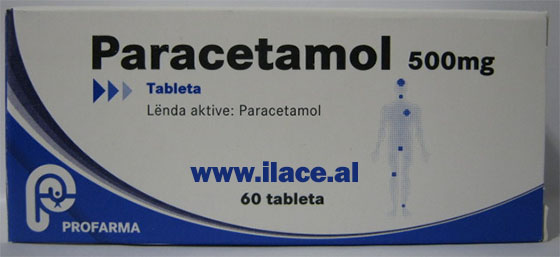 Paracetamol 500mg
Tableta
Lënda aktive: Paracetamol
www.ilace.al
60 tableta
PROFARMA